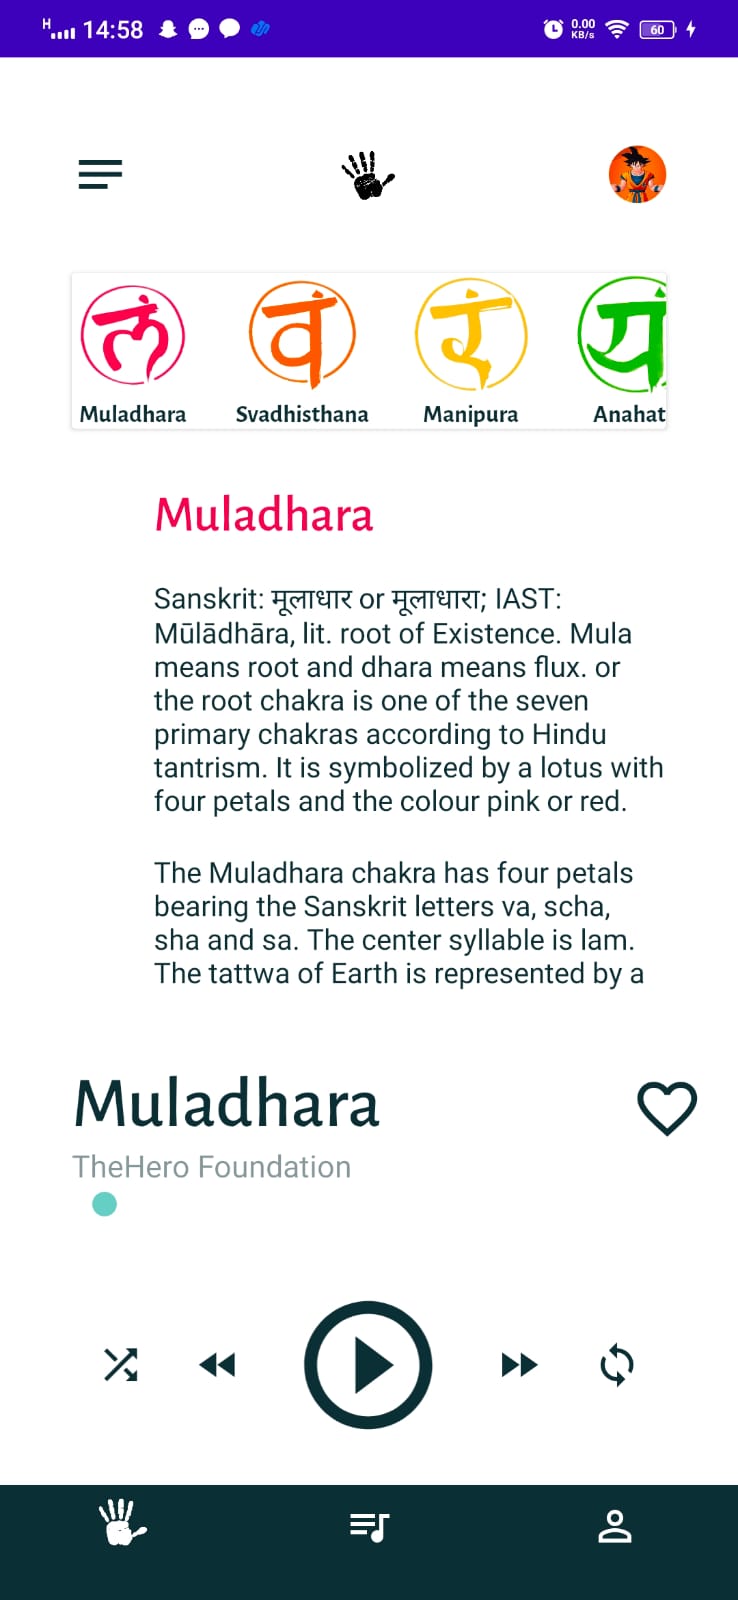 H 14:58 0.00 KB/s 60
लं वं रं यं
Muladhara Svadhisthana Manipura Anahat
Muladhara
Sanskrit: मूलाधार or मूलाधारा; IAST:
Mūlādhāra, lit. root of Existence. Mula
means root and dhara means flux. or
the root chakra is one of the seven
primary chakras according to Hindu
tantrism. It is symbolized by a lotus with
four petals and the colour pink or red.
The Muladhara chakra has four petals
bearing the Sanskrit letters va, scha,
sha and sa. The center syllable is lam.
The tattwa of Earth is represented by a
Muladhara
TheHero Foundation